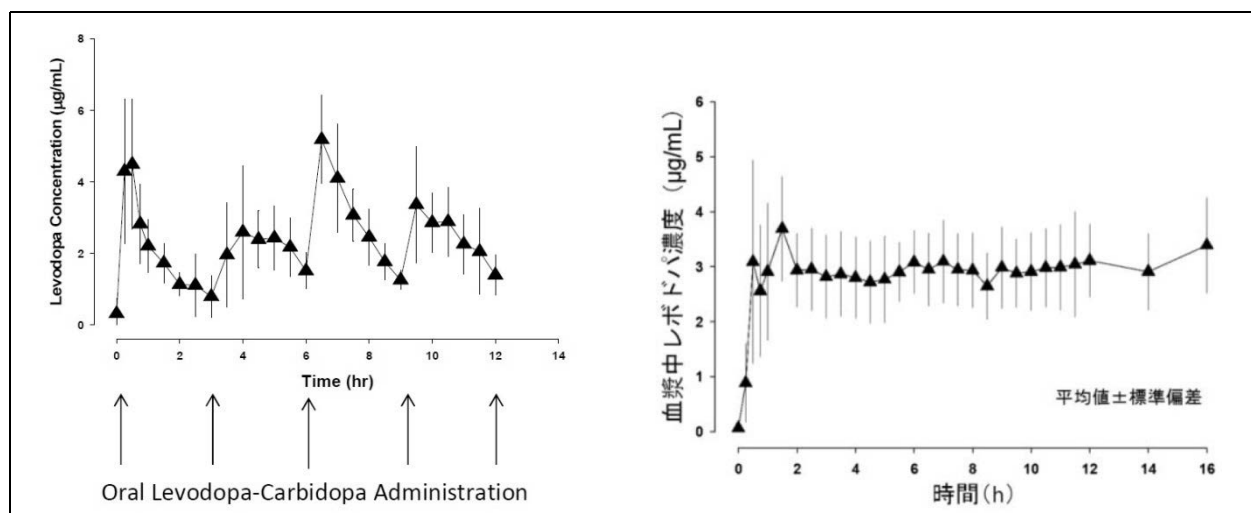 8
6
4
2
0
Levodopa Concentration (µg/mL)
0 2 4 6 8 10 12 14
Time (hr)
Oral Levodopa-Carbidopa Administration
6
5
4
3
2
1
0
血漿中レボドパ濃度（µg/mL）
平均値±標準偏差
0 2 4 6 8 10 12 14 16
時間（h）